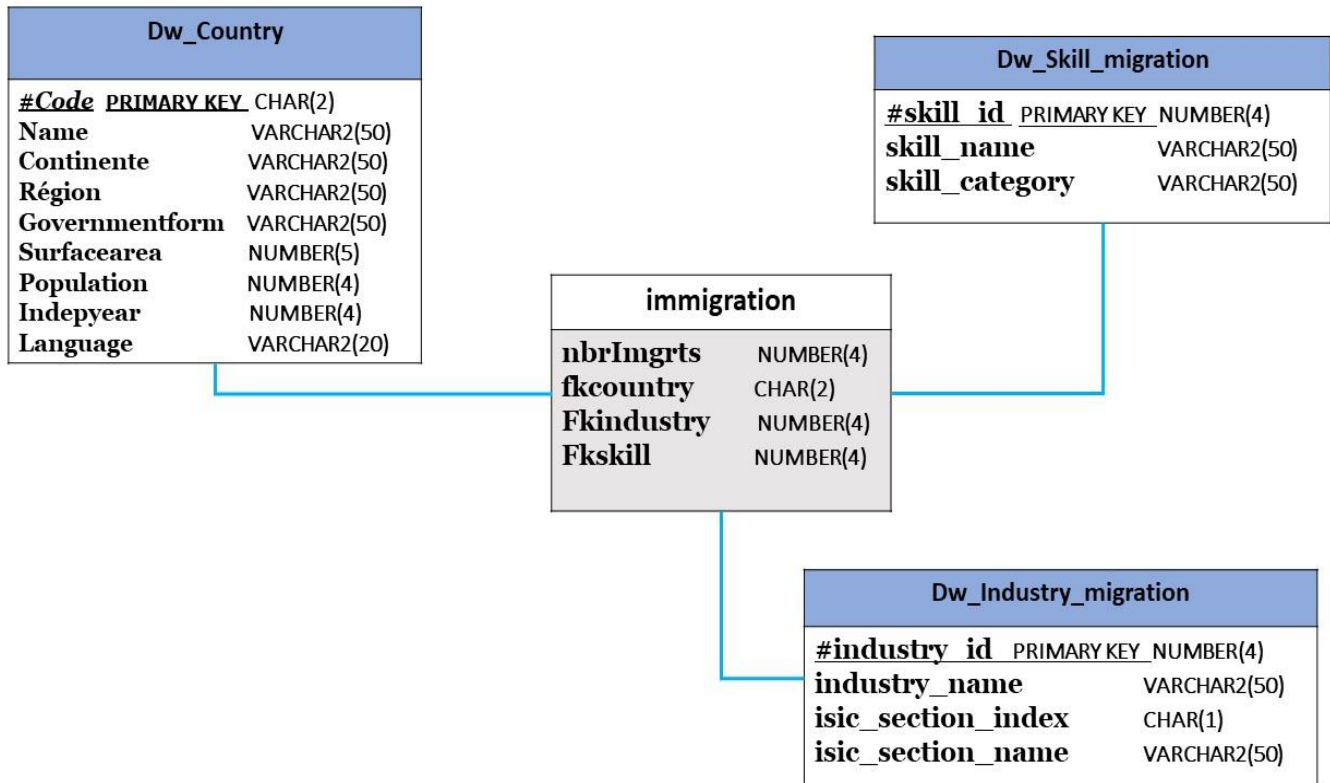 Dw_Country
#Code PRIMARY KEY CHAR(2)
Name VARCHAR2(50)
Continente VARCHAR2(50)
Région VARCHAR2(50)
Governmentform VARCHAR2(50)
Surfacearea NUMBER(5)
Population NUMBER(4)
Indepyear NUMBER(4)
Language VARCHAR2(20)
Dw_Skill_migration
#skill_id PRIMARY KEY NUMBER(4)
skill_name VARCHAR2(50)
skill_category VARCHAR2(50)
immigration
nbrImgrts NUMBER(4)
fkcountry CHAR(2)
Fkindustry NUMBER(4)
Fkskill NUMBER(4)
Dw_Industry_migration
#industry_id PRIMARY KEY NUMBER(4)
industry_name VARCHAR2(50)
isic_section_index CHAR(1)
isic_section_name VARCHAR2(50)